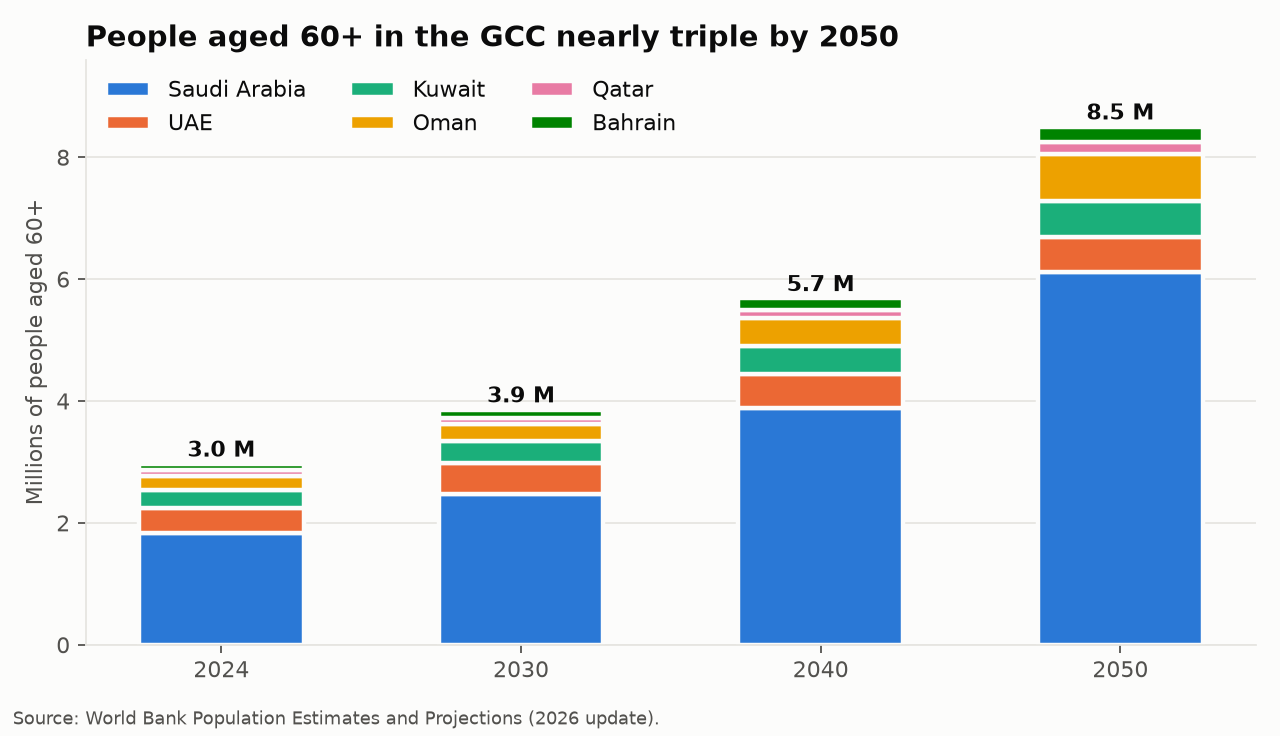 People aged 60+ in the GCC nearly triple by 2050
Saudi Arabia Kuwait Qatar
UAE Oman Bahrain
Millions of people aged 60+
8
6
4
2
0
3.0 M
3.9 M
5.7 M
8.5 M
2024 2030 2040 2050
Source: World Bank Population Estimates and Projections (2026 update).